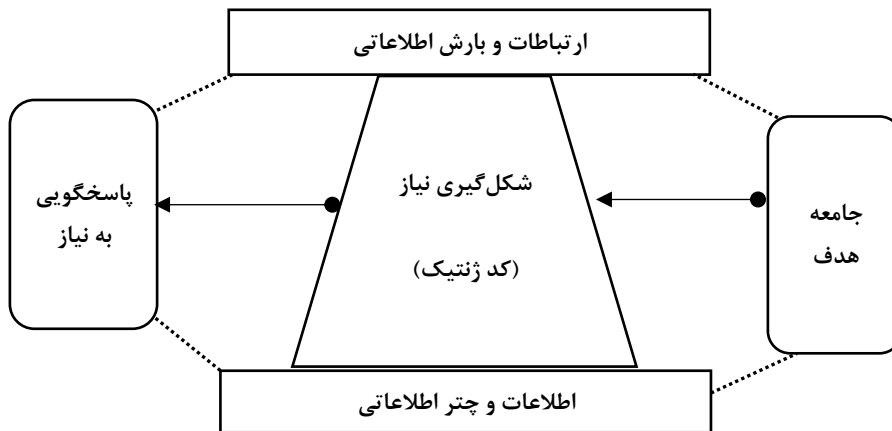 ارتباطات و بارش اطلاعاتی
جامعه
هدف
شکل‌گیری نیاز
(کد ژنتیک)
پاسخگویی
به نیاز
اطلاعات و چتر اطلاعاتی